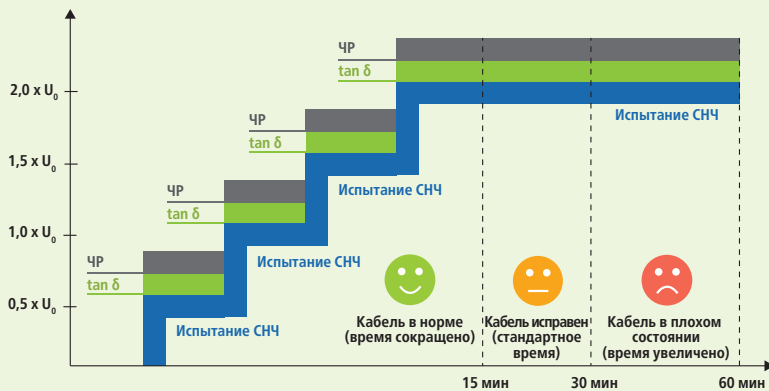 ЧР
tan δ
2,0 x U0
Испытание СНЧ
ЧР
tan δ
1,5 x U0
Испытание СНЧ
ЧР
tan δ
1,0 x U0
Испытание СНЧ
ЧР
tan δ
0,5 x U0
Испытание СНЧ
Кабель в норме
(время сокращено)
Кабель исправен
(стандартное
время)
Кабель в плохом
состоянии
(время увеличено)
15 мин
30 мин
60 мин